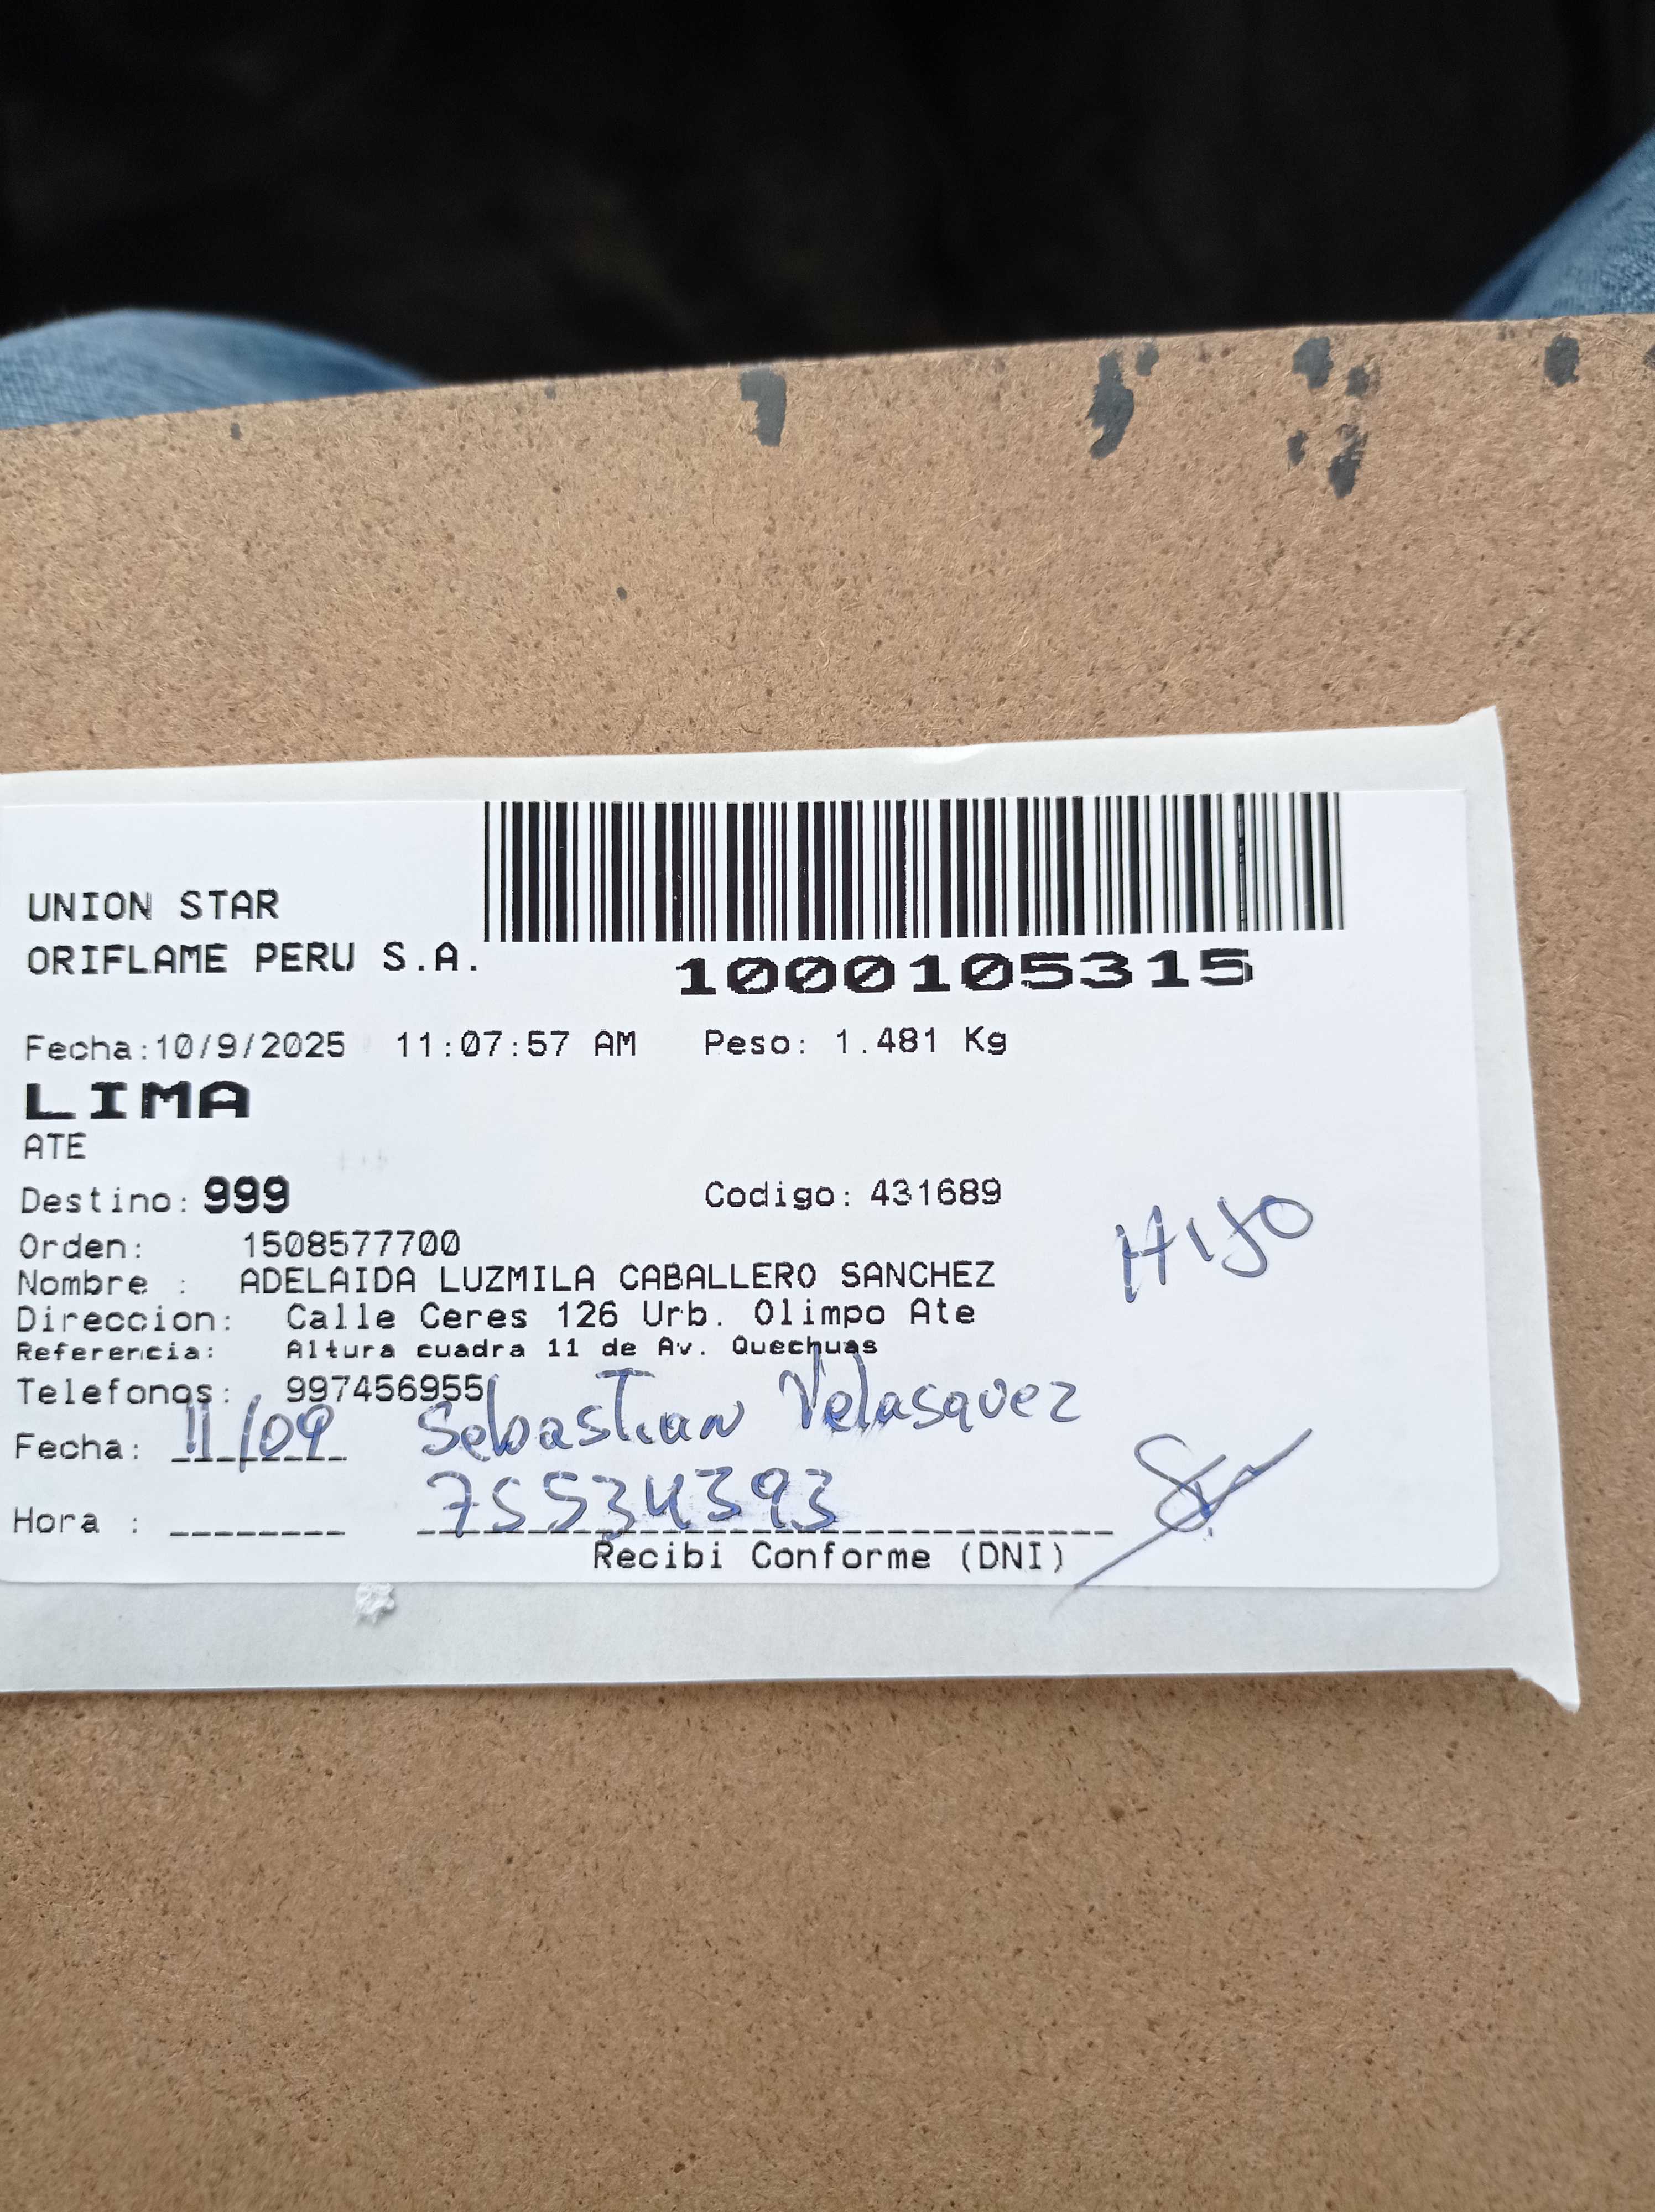 UNION STAR
ORIFLAME PERU S.A.
1000105315
Fecha:10/9/2025 11:07:57 AM Peso: 1.481 Kg
LIMA
ATE
Destino: 999 Codigo: 431689
HIJO
Orden: 1508577700
Nombre : ADELAIDA LUZMILA CABALLERO SANCHEZ
Direccion: Calle Ceres 126 Urb. Olimpo Ate
Referencia: Altura cuadra 11 de Av. Quechuas
Telefonos: 997456955
Fecha: 11/09 Sebastian Velasquez
Hora : 75534393
Recibi Conforme (DNI)